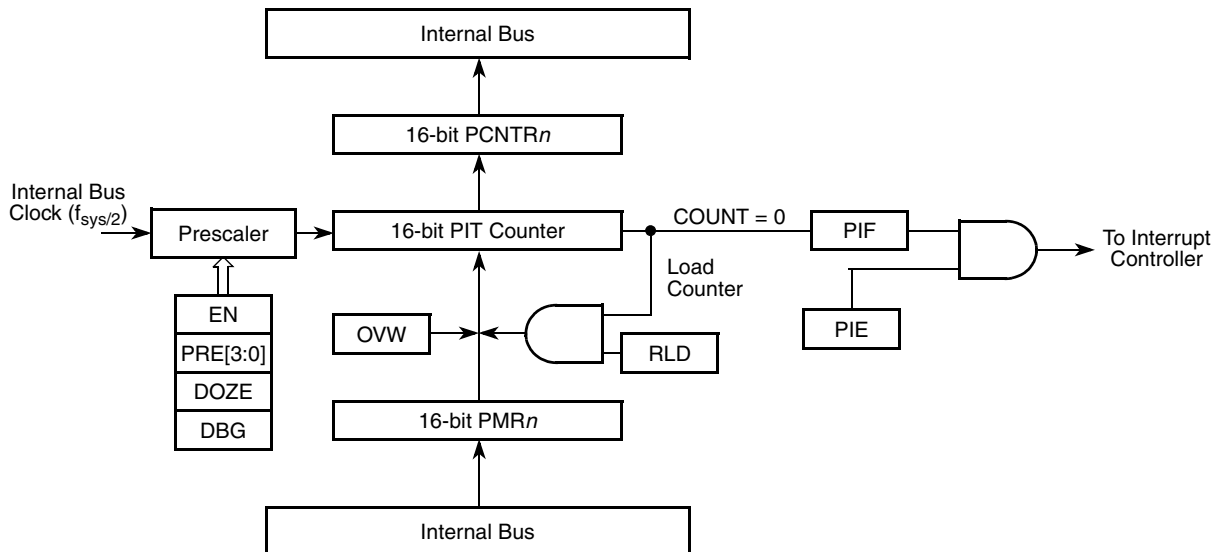 Internal Bus
16-bit PCNTRn
Internal Bus
Clock (fsys/2)
Prescaler
16-bit PIT Counter
COUNT = 0
PIF
To Interrupt
Controller
Load
Counter
EN
PRE[3:0]
DOZE
DBG
OVW
RLD
PIE
16-bit PMRn
Internal Bus